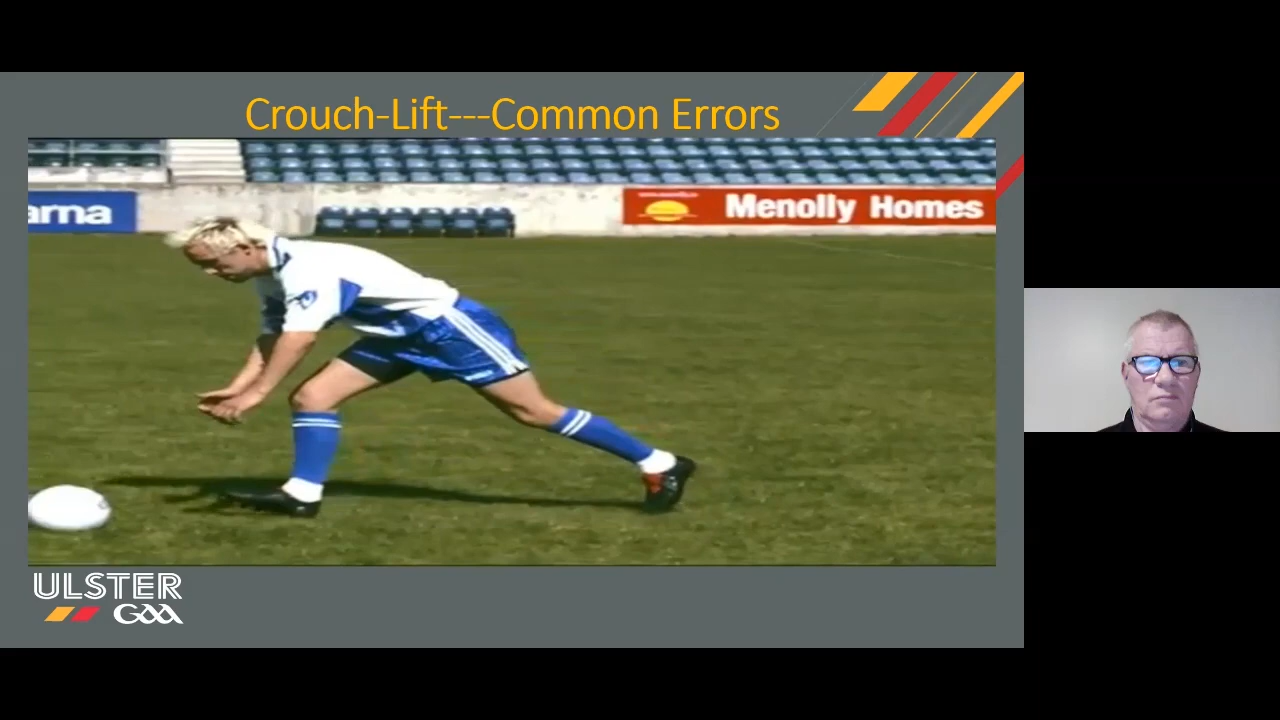 Crouch-Lift---Common Errors
arna
Menolly Homes
ULSTER
GAA